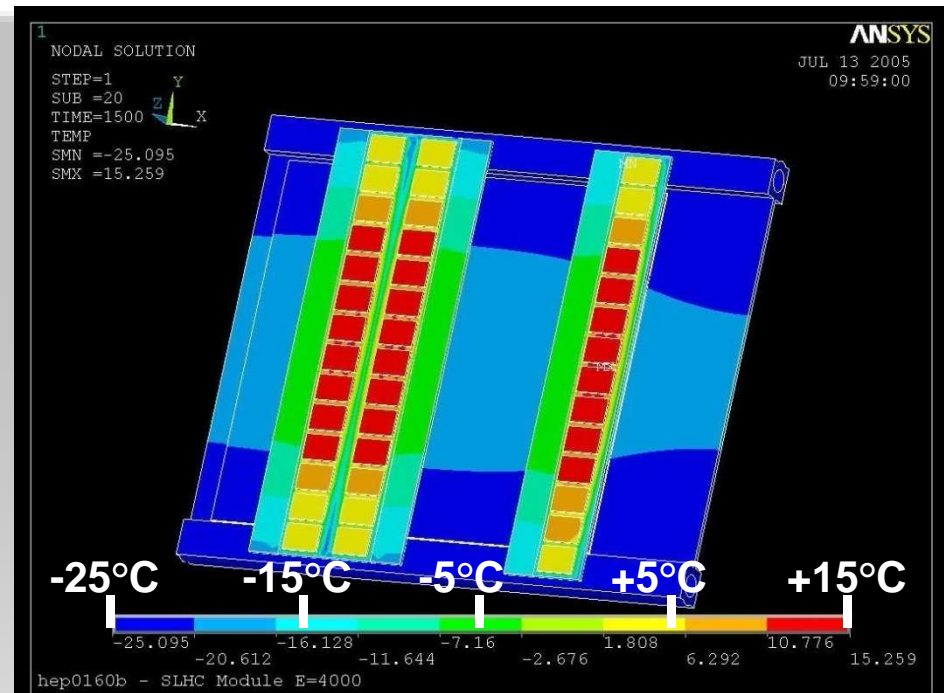 1
ANSYS
NODAL SOLUTION
JUL 13 2005
09:59:00
STEP=1
SUB =20
TIME=1500
TEMP
SMN =-25.095
SMX =15.259
Y
Z
X
MN
-25°C -15°C -5°C +5°C +15°C
-25.095 -16.128 -7.16 1.808 10.776
-20.612 -11.644 -2.676 6.292 15.259
hep0160b - SLHC Module E=4000